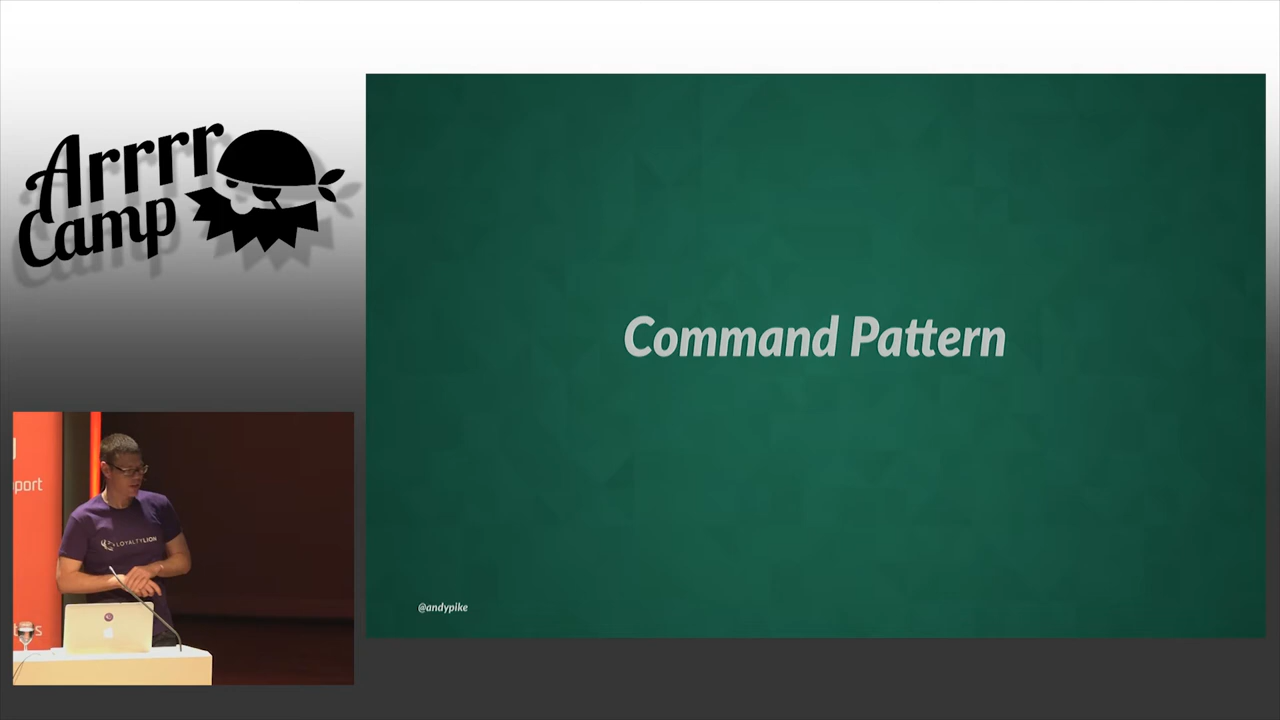 Arrrr
Camp
Command Pattern
port
LOYALTYLION
@andypike